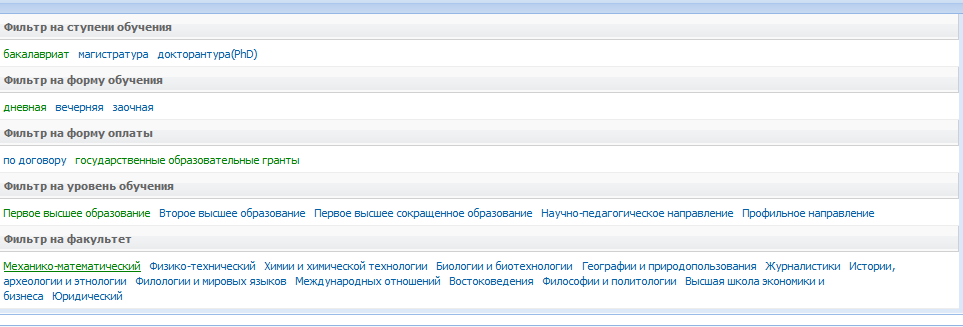 Фильтр на ступени обучения
бакалавриат магистратура докторантура(PhD)
Фильтр на форму обучения
дневная вечерняя заочная
Фильтр на форму оплаты
по договору государственные образовательные гранты
Фильтр на уровень обучения
Первое высшее образование Второе высшее образование Первое высшее сокращенное образование Научно-педагогическое направление Профильное направление
Фильтр на факультет
Механико-математический Физико-технический Химии и химической технологии Биологии и биотехнологии Географии и природопользования Журналистики Истории,
археологии и этнологии Филологии и мировых языков Международных отношений Востоковедения Философии и политологии Высшая школа экономики и
бизнеса Юридический